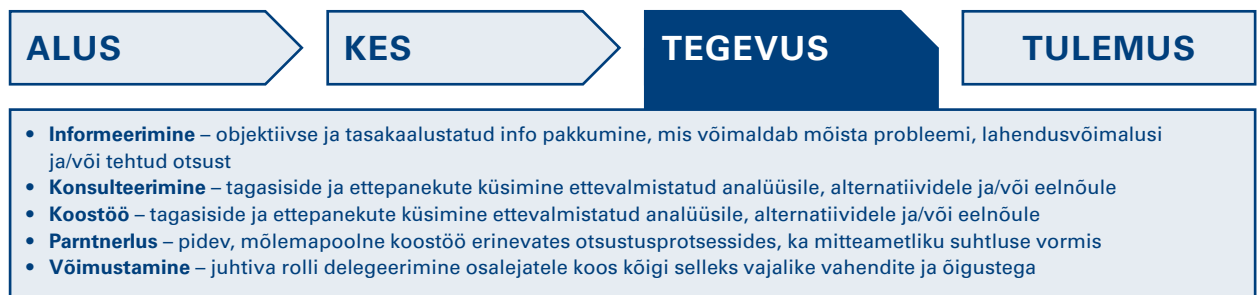 ALUS
KES
TEGEVUS
TULEMUS
• Informeerimine – objektiivse ja tasakaalustatud info pakkumine, mis võimaldab mõista probleemi, lahendusvõimalusi
ja/või tehtud otsust
• Konsulteerimine – tagasiside ja ettepanekute küsimine ettevalmistatud analüüsile, alternatiividele ja/või eelnõule
• Koostöö – tagasiside ja ettepanekute küsimine ettevalmistatud analüüsile, alternatiividele ja/või eelnõule
• Parntnerlus – pidev, mõlemapoolne koostöö erinevates otsustusprotsessides, ka mitteametliku suhtluse vormis
• Võimustamine – juhtiva rolli delegeerimine osalejatele koos kõigi selleks vajalike vahendite ja õigustega